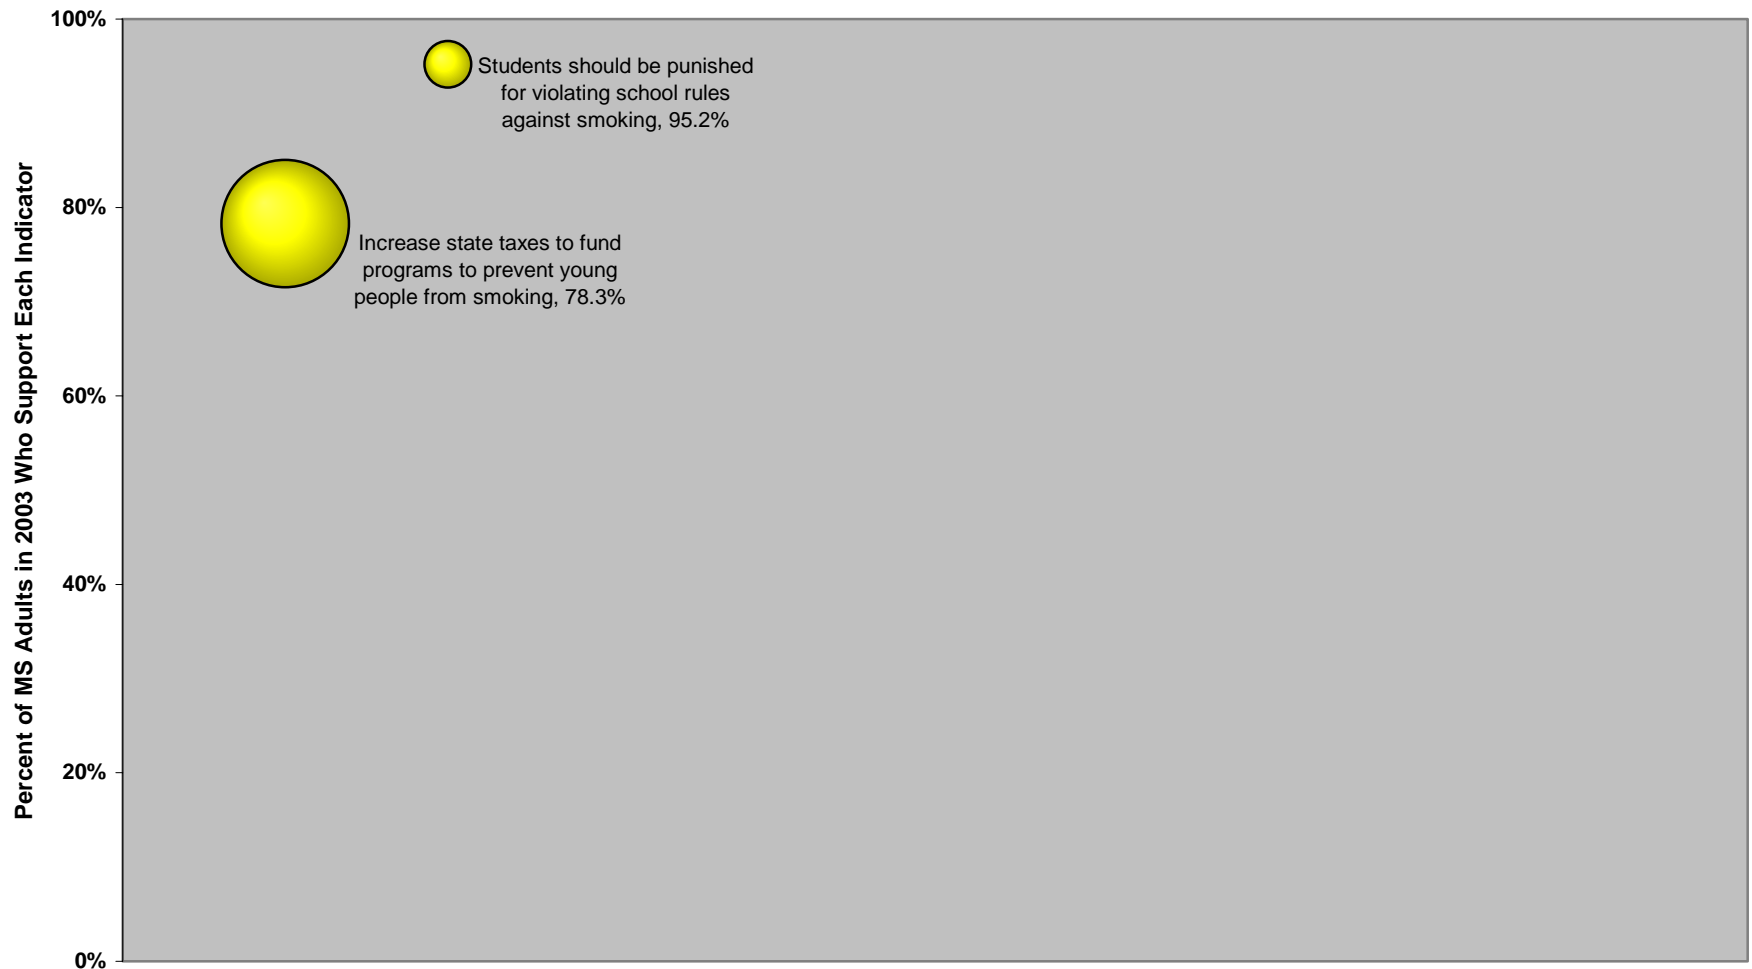 100%
Students should be punished
for violating school rules
against smoking, 95.2%
80%
Increase state taxes to fund
programs to prevent young
people from smoking, 78.3%
60%
40%
20%
0%
Percent of MS Adults in 2003 Who Support Each Indicator